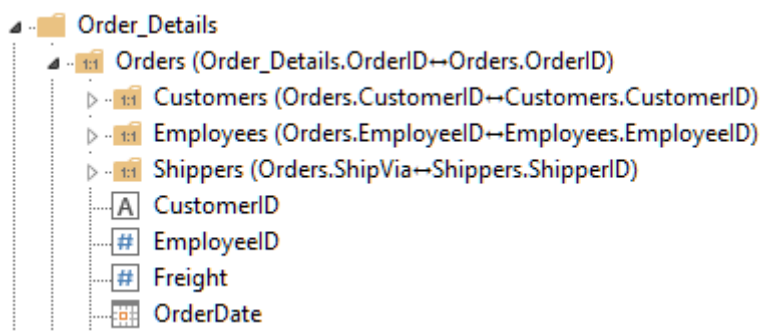 Order_Details
1:1 Orders (Order_Details.OrderID↔Orders.OrderID)
1:1 Customers (Orders.CustomerID↔Customers.CustomerID)
1:1 Employees (Orders.EmployeeID↔Employees.EmployeeID)
1:1 Shippers (Orders.ShipVia↔Shippers.ShipperID)
A CustomerID
# EmployeeID
# Freight
OrderDate